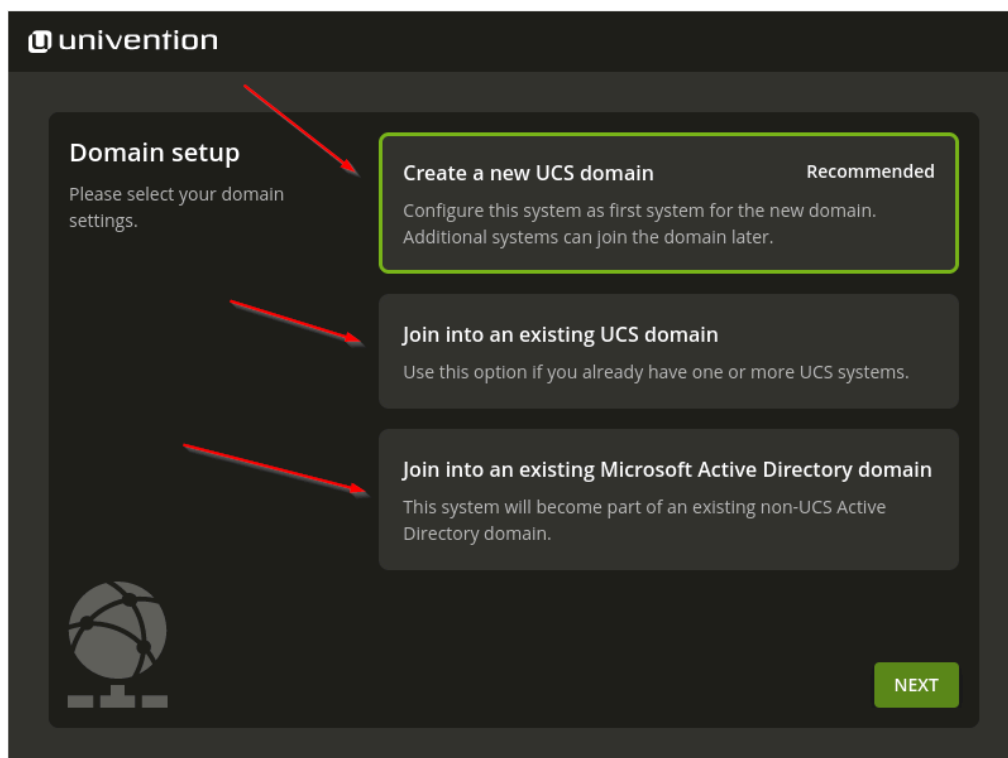 univention
Domain setup
Please select your domain
settings.
Create a new UCS domain
Recommended
Configure this system as first system for the new domain.
Additional systems can join the domain later.
Join into an existing UCS domain
Use this option if you already have one or more UCS systems.
Join into an existing Microsoft Active Directory domain
This system will become part of an existing non-UCS Active
Directory domain.
NEXT